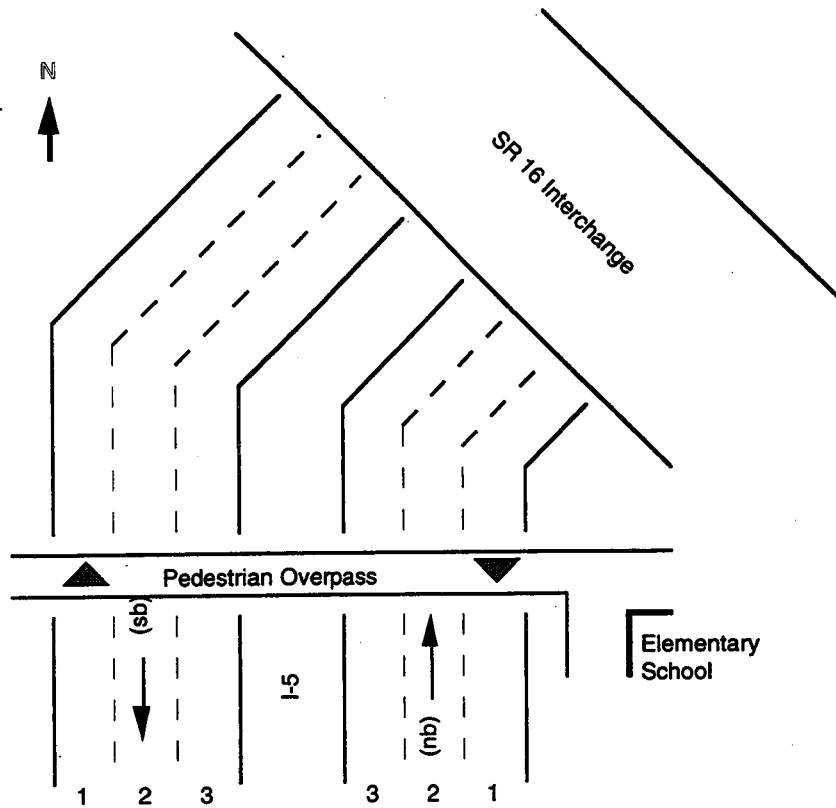 N
SR 16 Interchange
Pedestrian Overpass
(sb)
I-5
(nb)
Elementary
School
1 2 3 3 2 1